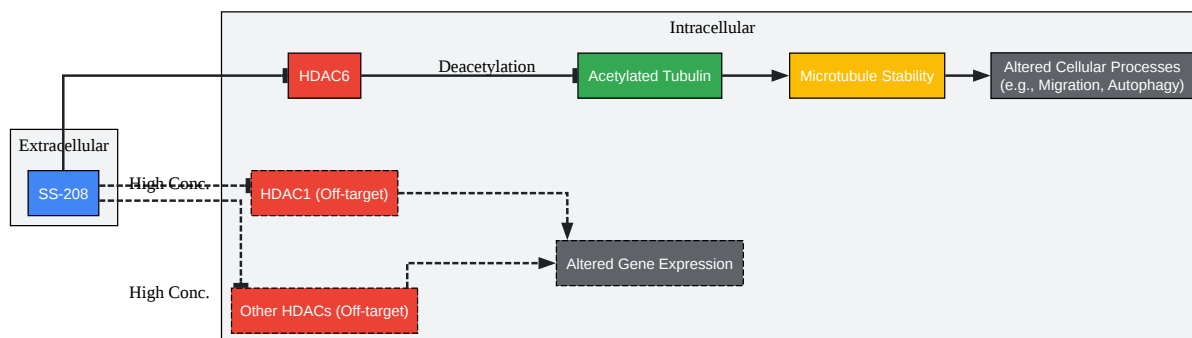 Intracellular
HDAC6
Deacetylation
Acetylated Tubulin
Microtubule Stability
Altered Cellular Processes
(e.g., Migration, Autophagy)
Extracellular
SS-208
High Conc.
HDAC1 (Off-target)
Altered Gene Expression
High Conc.
Other HDACs (Off-target)